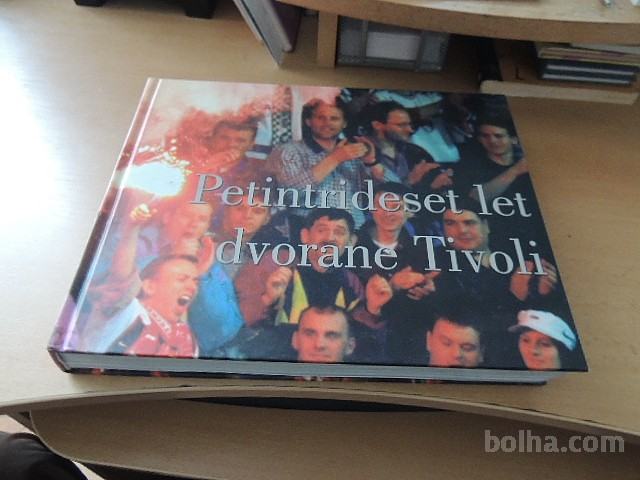 Petintrideset let
dvorane Tivoli
bolha.com